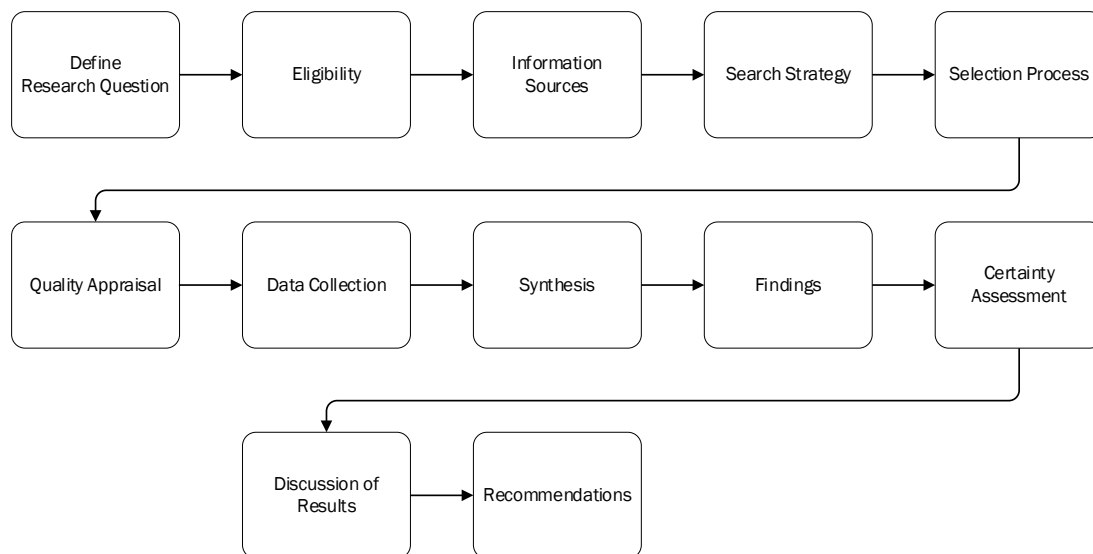 Define
Research Question
Eligibility
Information
Sources
Search Strategy
Selection Process
Quality Appraisal
Data Collection
Synthesis
Findings
Certainty
Assessment
Discussion of
Results
Recommendations